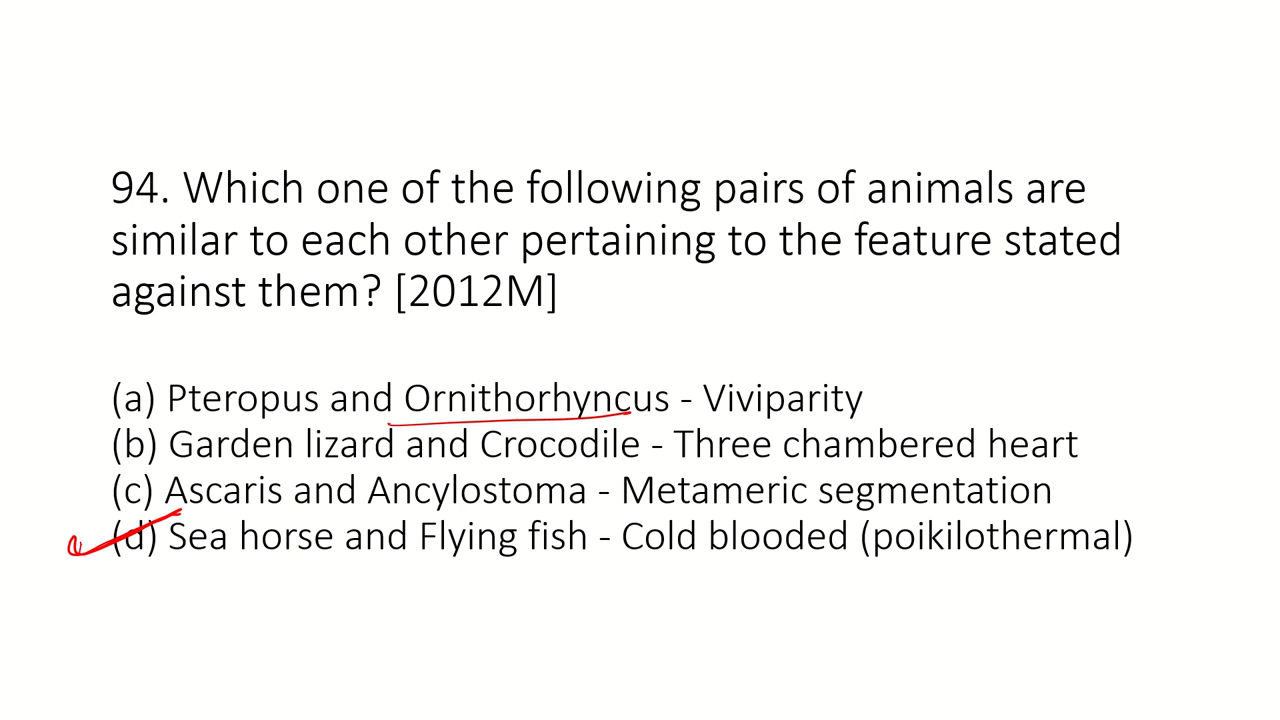 94. Which one of the following pairs of animals are
similar to each other pertaining to the feature stated
against them? [2012M]
(a) Pteropus and Ornithorhyncus - Viviparity
(b) Garden lizard and Crocodile - Three chambered heart
(c) Ascaris and Ancylostoma - Metameric segmentation
(d) Sea horse and Flying fish - Cold blooded (poikilothermal)